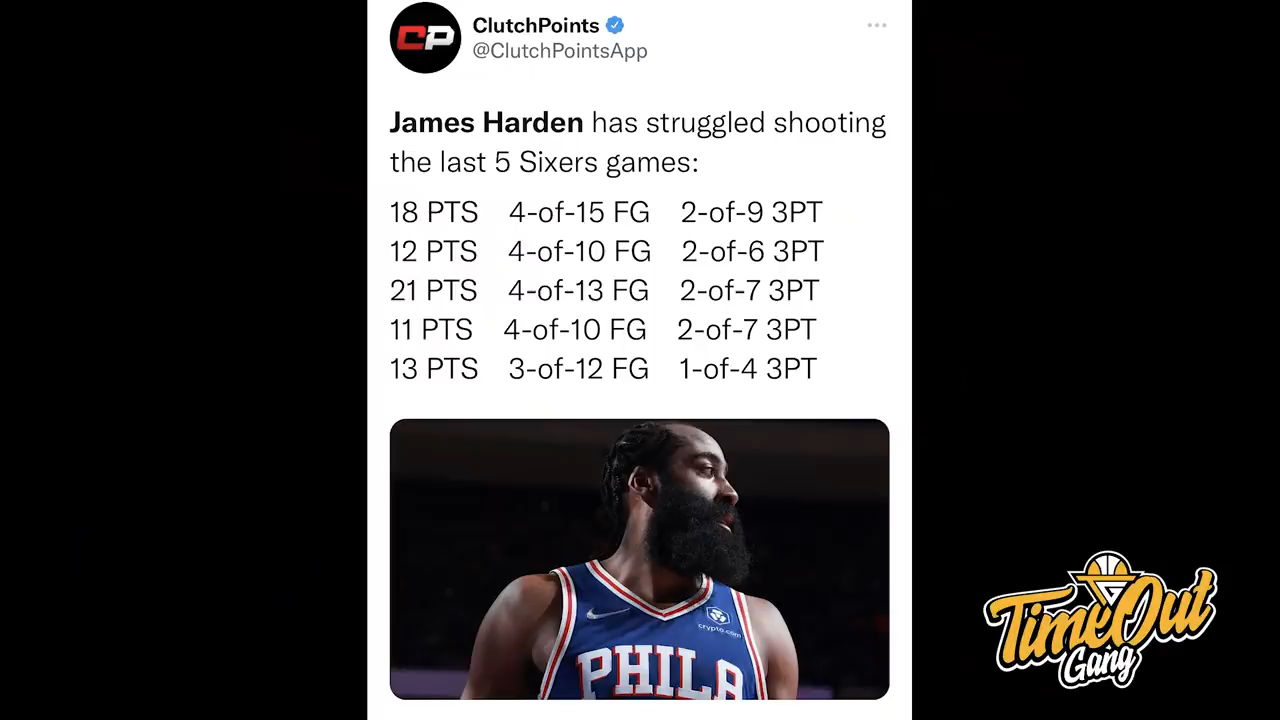 CP
ClutchPoints
@ClutchPointsApp
James Harden has struggled shooting
the last 5 Sixers games:
18 PTS 4-of-15 FG 2-of-9 3PT
12 PTS 4-of-10 FG 2-of-6 3PT
21 PTS 4-of-13 FG 2-of-7 3PT
11 PTS 4-of-10 FG 2-of-7 3PT
13 PTS 3-of-12 FG 1-of-4 3PT
crypto.com
PHILA
TimeOut
Gang